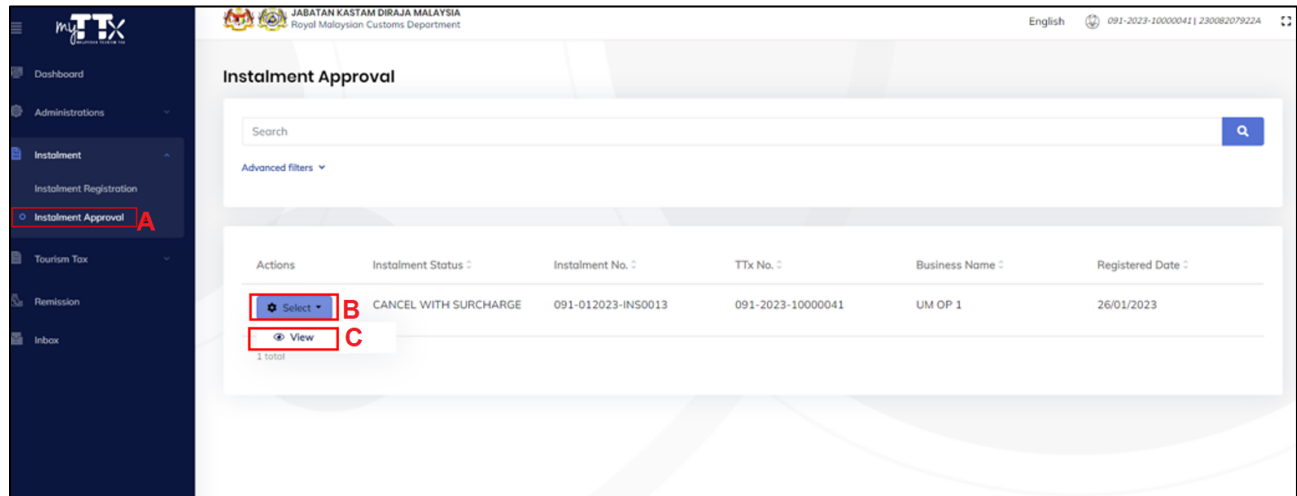 myTTX
MALAYSIAN TOURISM TAX
JABATAN KASTAM DIRAJA MALAYSIA
Royal Malaysian Customs Department
English
091-2023-10000041| 23008207922A
Dashboard
Administrations
Instalment
Instalment Registration
Instalment Approval
A
Tourism Tax
Remission
Inbox
Instalment Approval
Search
Advanced filters
Actions Instalment Status Instalment No. TTx No. Business Name Registered Date
Select B CANCEL WITH SURCHARGE 091-012023-INS0013 091-2023-10000041 UM OP 1 26/01/2023
View C
1 total